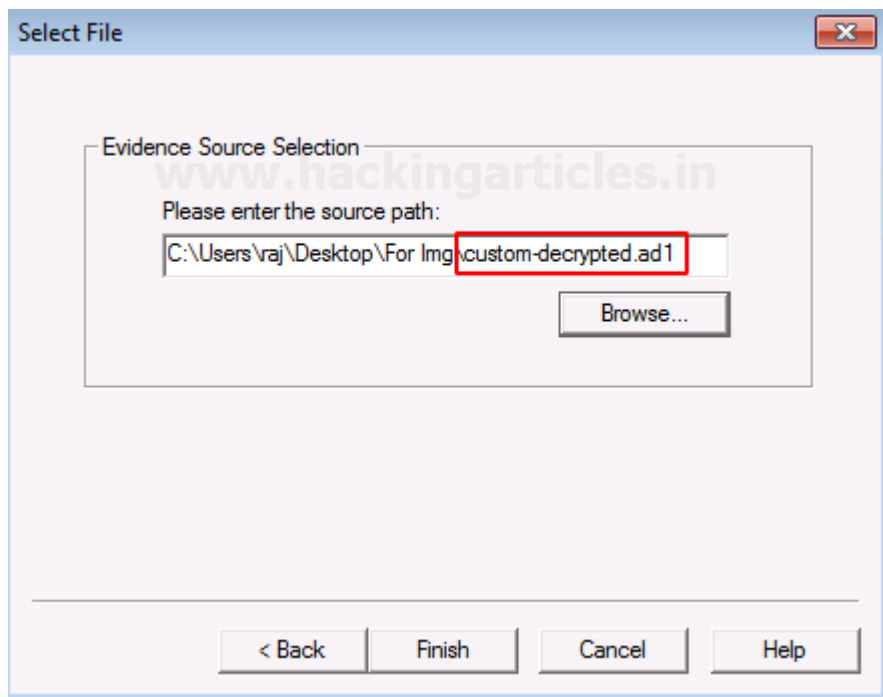 Select File
Evidence Source Selection
www.hackingarticles.in
Please enter the source path:
C:\Users\raj\Desktop\For Img\custom-decrypted.ad1
Browse...
< Back Finish Cancel Help